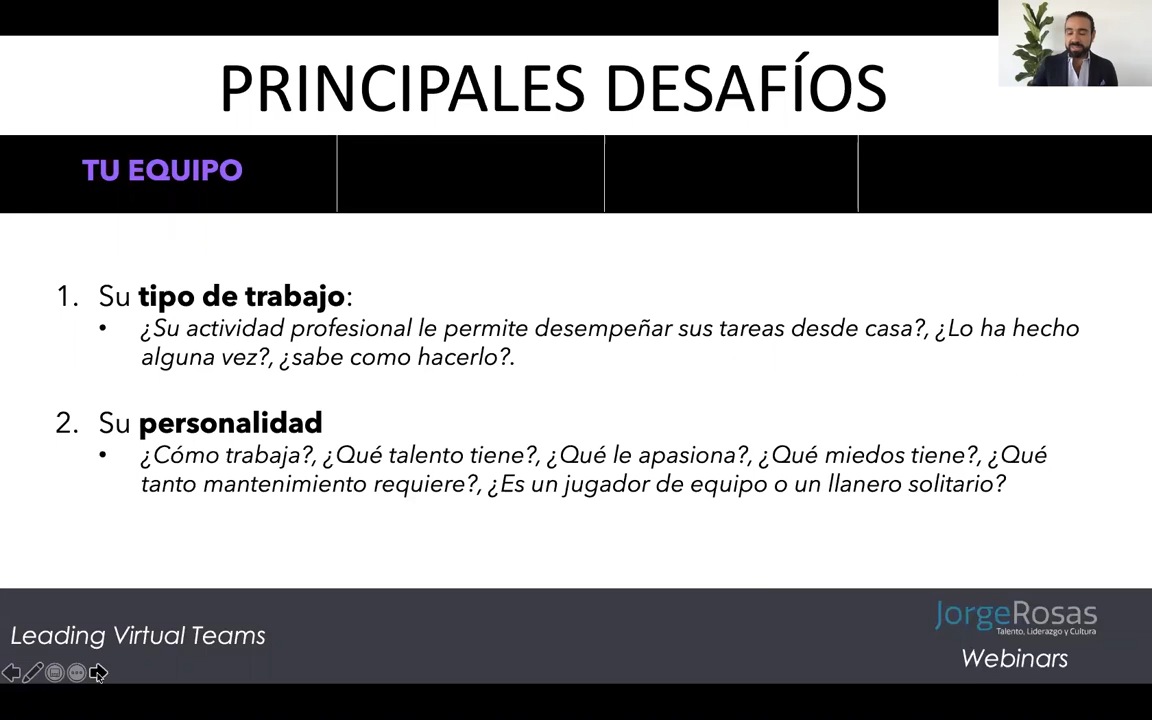 PRINCIPALES DESAFÍOS
TU EQUIPO
1. Su tipo de trabajo:
• ¿Su actividad profesional le permite desempeñar sus tareas desde casa?, ¿Lo ha hecho
alguna vez?, ¿sabe como hacerlo?.
2. Su personalidad
• ¿Cómo trabaja?, ¿Qué talento tiene?, ¿Qué le apasiona?, ¿Qué miedos tiene?, ¿Qué
tanto mantenimiento requiere?, ¿Es un jugador de equipo o un llanero solitario?
Leading Virtual Teams
JorgeRosas
Talento, Liderazgo y Cultura
Webinars